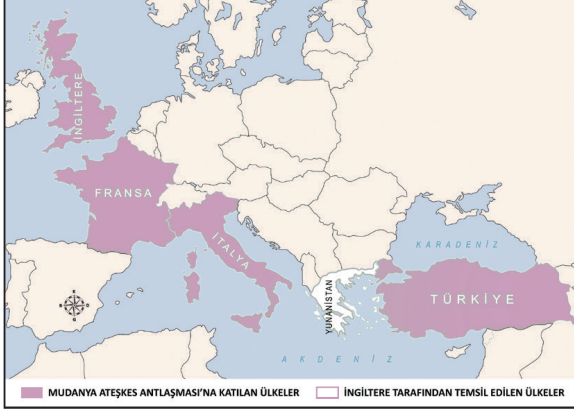 İNGİLTERE
FRANSA
İTALYA
KARADENİZ
YUNANİSTAN
TÜRKİYE
AKDENİZ
MUDANYA ATEŞKES ANTLAŞMASI'NA KATILAN ÜLKELER
İNGİLTERE TARAFINDAN TEMSİL EDİLEN ÜLKELER